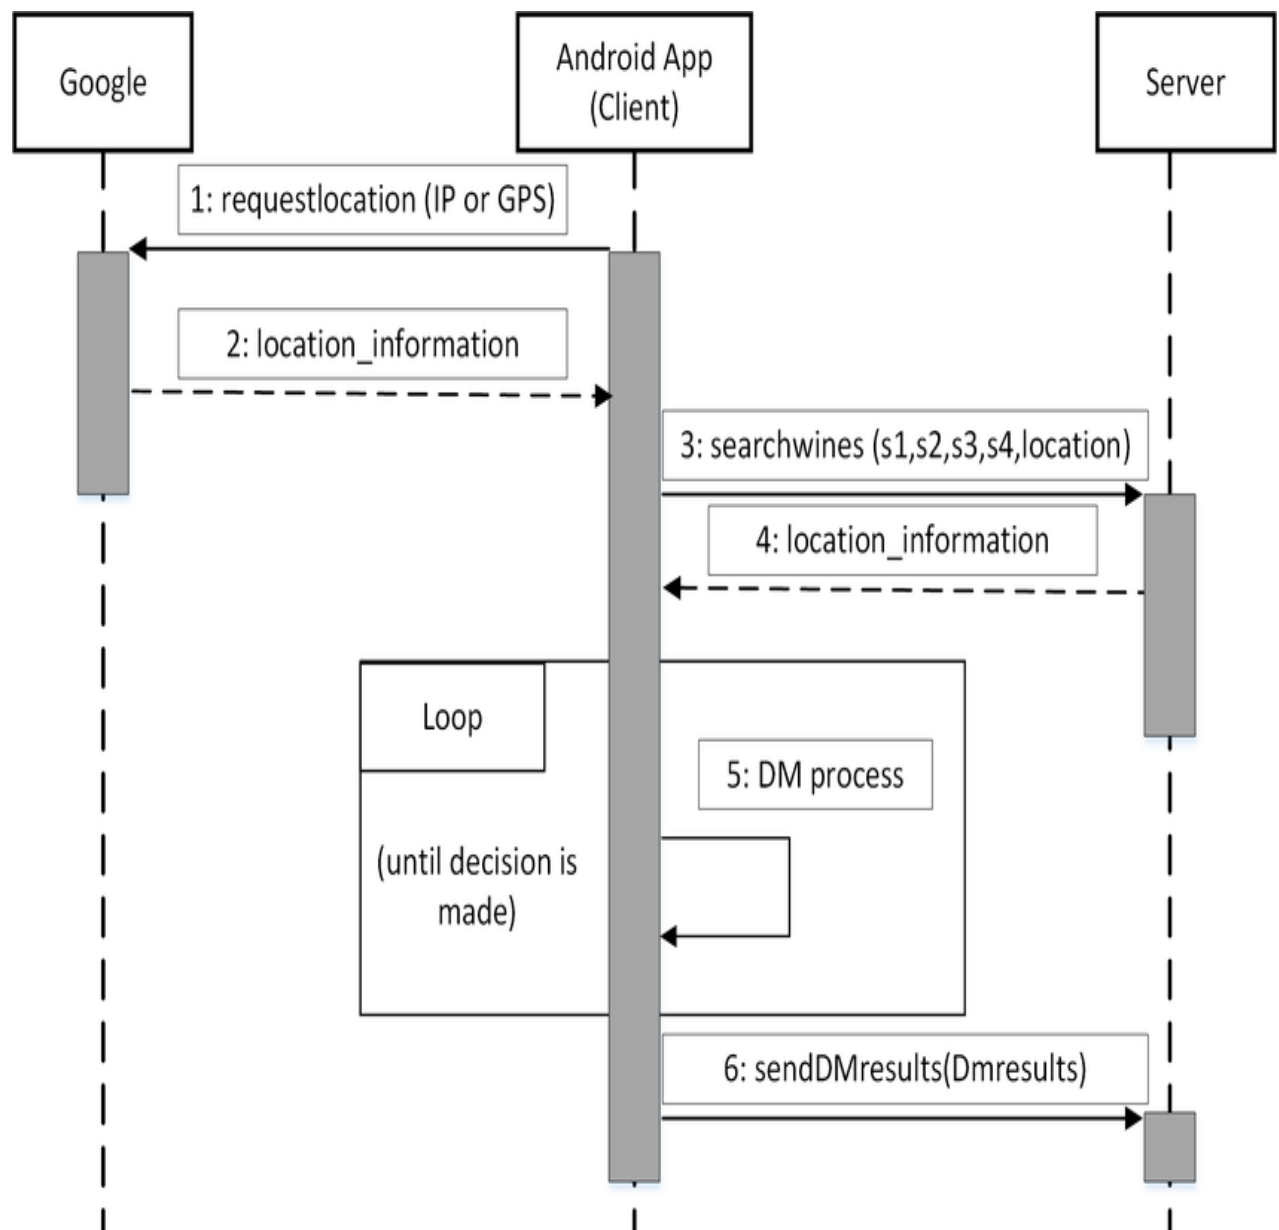 Google
Android App
(Client)
Server
1: requestlocation (IP or GPS)
2: location_information
3: searchwines (s1,s2,s3,s4,location)
4: location_information
Loop
5: DM process
(until decision is
made)
6: sendDMresults(Dmresults)